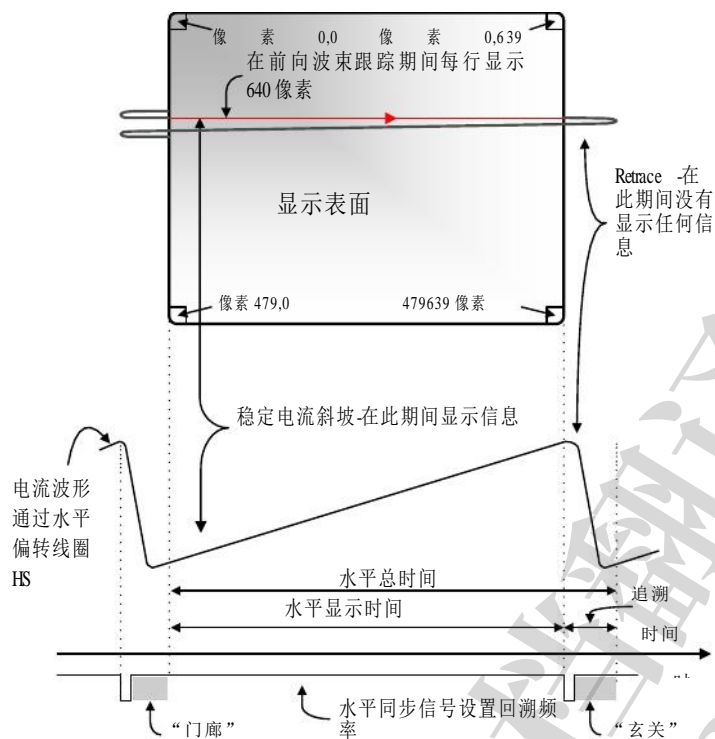 像 素 0,0 像 素 0,639
在前向波束跟踪期间每行显示
640 像素
Retrace -在
此期间没有
显示任何信
息
显示表面
像素 479,0 479639 像素
稳定电流斜坡-在此期间显示信息
电流波形
通过水平
偏转线圈
HS
水平总时间
水平显示时间
追溯
时间
水平同步信号设置回溯频
率
“门廊”
“玄关”